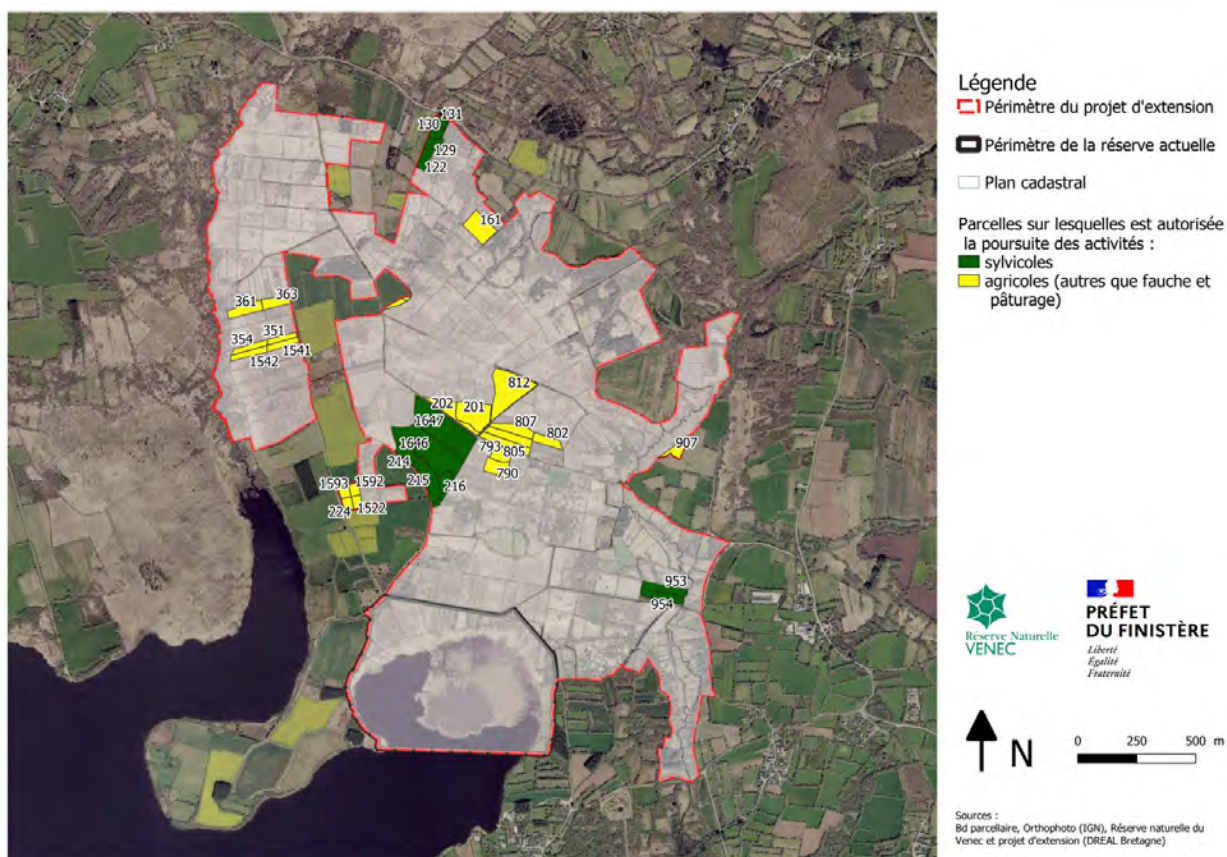 Légende
Périmètre du projet d'extension
Périmètre de la réserve actuelle
Plan cadastral
Parcelles sur lesquelles est autorisée
la poursuite des activités :
sylvicoles
agricoles (autres que fauche et
pâturage)
131
130
129
122
161
361
363
354
351
1542
1541
812
202
201
1647
807
802
1646
793
805
907
214
790
215
216
1593
1592
224
1522
953
954
Réserve Naturelle
VENEC
PRÉFET
DU FINISTÈRE
Liberté
Égalité
Fraternité
N
0 250 500 m
Sources :
Bd parcellaire, Orthophoto (IGN), Réserve naturelle du
Venec et projet d'extension (DREAL Bretagne)